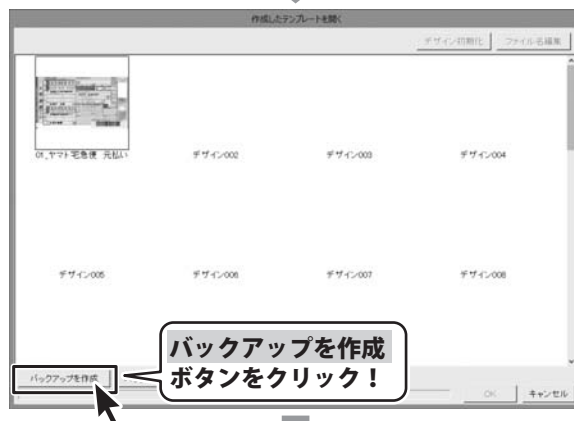 作成したテンプレートを開く
デザイン初期化 ファイル名編集
01_ヤマト宅急便 元払い デザイン002 デザイン003 デザイン004
デザイン005 デザイン006 デザイン007 デザイン008
バックアップを作成
ボタンをクリック！
バックアップを作成
OK キャンセル